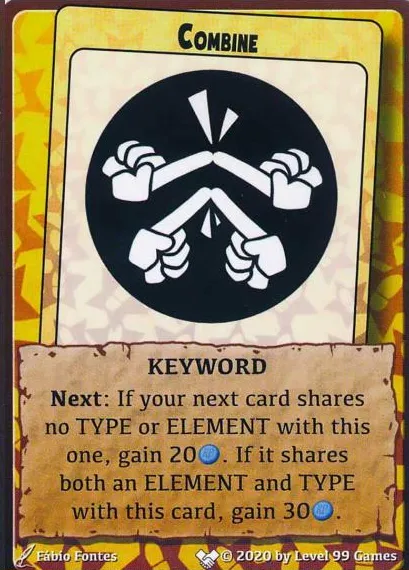 COMBINE
KEYWORD
Next: If your next card shares
no TYPE or ELEMENT with this
one, gain 20. If it shares
both an ELEMENT and TYPE
with this card, gain 30.
Fábio Fontes
© 2020 by Level 99 Games